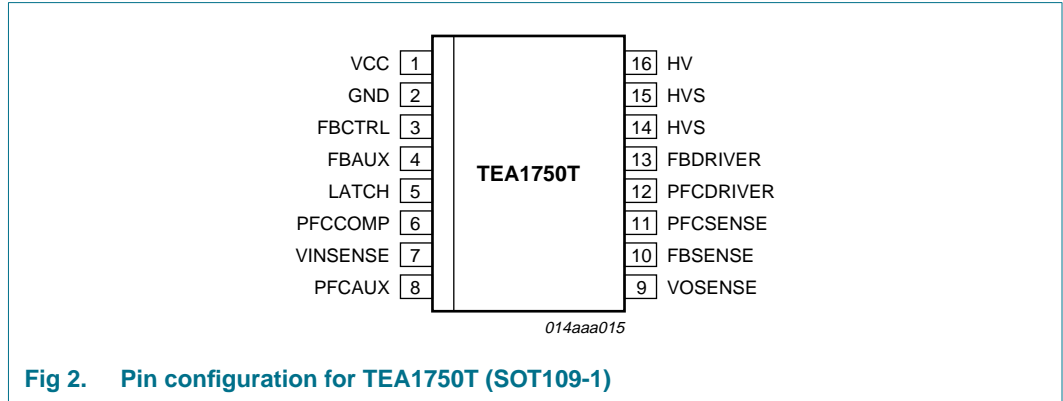 VCC 1 16 HV
GND 2 15 HVS
FBCTRL 3 14 HVS
FBAUX 4 13 FBDRIVER
TEA1750T
LATCH 5 12 PFCDRIVER
PFCCOMP 6 11 PFCSENSE
VINSENSE 7 10 FBSENSE
PFCAUX 8 9 VOSENSE
014aaa015
Fig 2. Pin configuration for TEA1750T (SOT109-1)